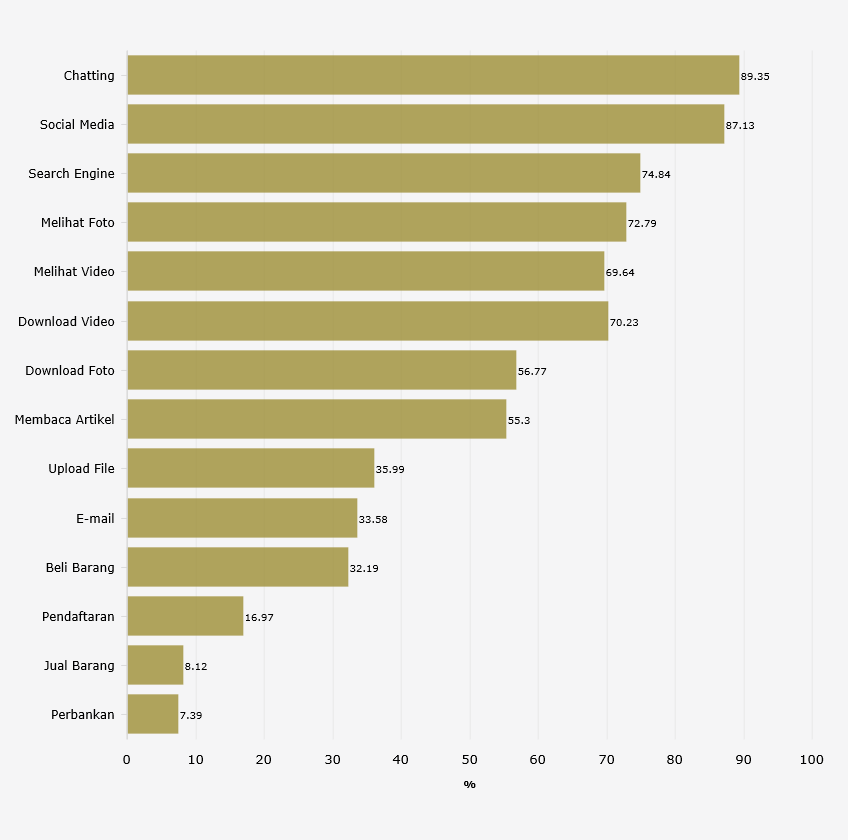 Chatting 89.35
Social Media 87.13
Search Engine 74.84
Melihat Foto 72.79
Melihat Video 69.64
Download Video 70.23
Download Foto 56.77
Membaca Artikel 55.3
Upload File 35.99
E-mail 33.58
Beli Barang 32.19
Pendaftaran 16.97
Jual Barang 8.12
Perbankan 7.39
0 10 20 30 40 50 60 70 80 90 100
%